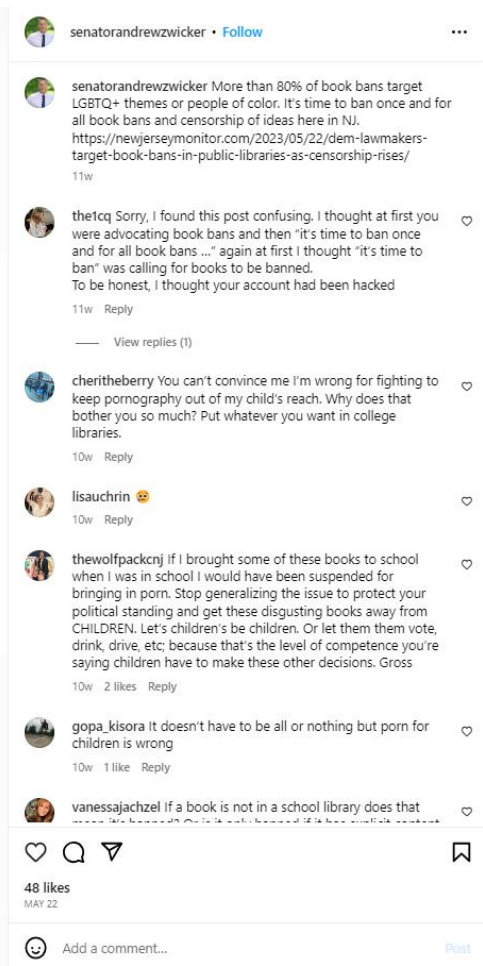 senatorandrewzwicker • Follow
senatorandrewzwicker More than 80% of book bans target
LGBTQ+ themes or people of color. It's time to ban once and for
all book bans and censorship of ideas here in NJ.
https://newjerseymonitor.com/2023/05/22/dem-lawmakers-
target-book-bans-in-public-libraries-as-censorship-rises/
11w
the1cq Sorry, I found this post confusing. I thought at first you
were advocating book bans and then "it's time to ban once
and for all book bans ..." again at first I thought "it's time to
ban" was calling for books to be banned.
To be honest, I thought your account had been hacked
11w Reply
View replies (1)
cheritheberry You can't convince me I'm wrong for fighting to
keep pornography out of my child's reach. Why does that
bother you so much? Put whatever you want in college
libraries.
10w Reply
lisauchrin 😐
10w Reply
thewolfpackcnj If I brought some of these books to school
when I was in school I would have been suspended for
bringing in porn. Stop generalizing the issue to protect your
political standing and get these disgusting books away from
CHILDREN. Let's children's be children. Or let them them vote,
drink, drive, etc; because that's the level of competence you're
saying children have to make these other decisions. Gross
10w 2 likes Reply
gopa_kisora It doesn't have to be all or nothing but porn for
children is wrong
10w 1 like Reply
vanessajachzel If a book is not in a school library does that
mean it's banned? Or is it only banned if it has explicit content
48 likes
MAY 22
Add a comment...
Post